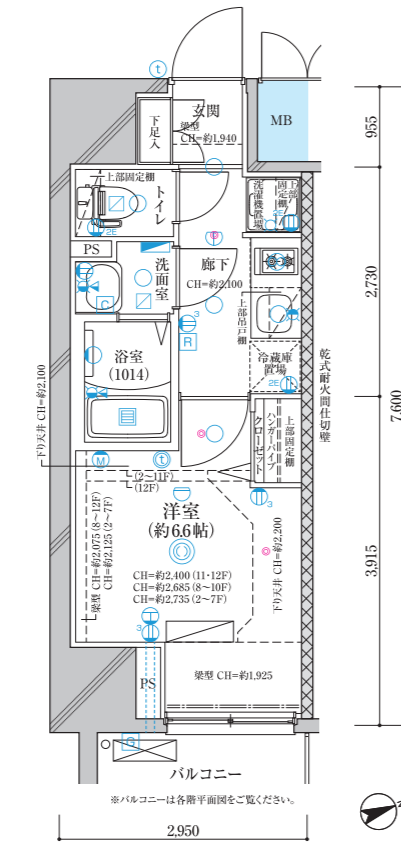 t
玄関
梁型
CH=約1,940
下足入
MB
955
上部固定棚
トイレ
2E
洗濯機置場
上部固定棚
2E
PS
洗面室
廊下
CH=約2,100
3
R
C
上部吊戸棚
2,730
浴室
(1014)
冷蔵庫置場
2E
乾式耐火間仕切壁
7,600
下り天井 CH=約2,100
M
t
(2〜11F)
(12F)
クローゼット
ハンガーパイプ
上部固定棚
3
洋室
(約6.6帖)
CH=約2,400 (11・12F)
CH=約2,685 (8〜10F)
CH=約2,735 (2〜7F)
梁型 CH=約2,075 (8〜12F)
CH=約2,125 (2〜7F)
下り天井 CH=約2,200
3,915
3
PS
梁型 CH=約1,925
G
バルコニー
※バルコニーは各階平面図をご覧ください。
2,950